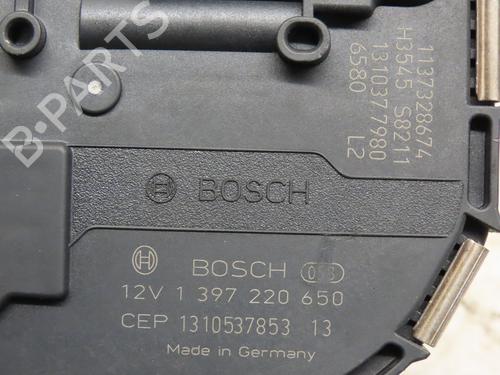 1137328674
H3545 S8211
1310377980 L2
6580
BOSCH
BOSCH
12V 1 397 220 650
CEP 1310537853 13
Made in Germany
B-PARTS